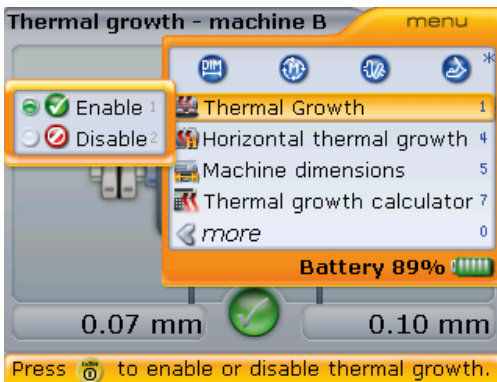 Thermal growth - machine B
menu
DIM
*
Enable 1
Disable 2
Thermal Growth 1
Horizontal thermal growth 4
Machine dimensions 5
Thermal growth calculator 7
more 0
Battery 89%
0.07 mm
0.10 mm
Press to enable or disable thermal growth.